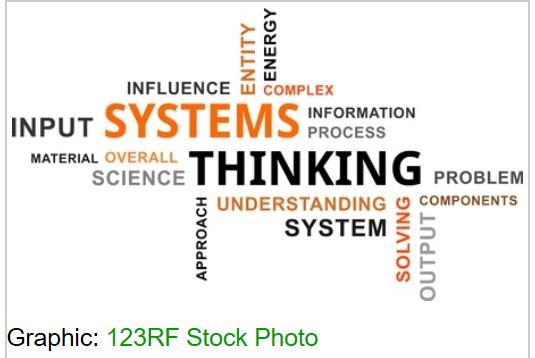 ENTITY
ENERGY
INFLUENCE
COMPLEX
INPUT
SYSTEMS
INFORMATION
PROCESS
MATERIAL
OVERALL
SCIENCE
THINKING
PROBLEM
APPROACH
UNDERSTANDING
SYSTEM
SOLVING
COMPONENTS
OUTPUT
Graphic: 123RF Stock Photo